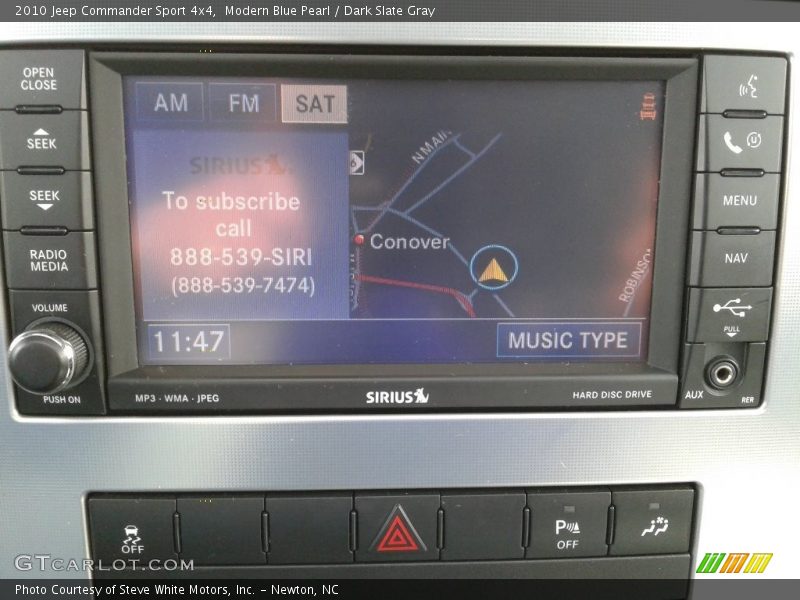 2010 Jeep Commander Sport 4x4,  Modern Blue Pearl / Dark Slate Gray
OPEN
CLOSE
SEEK
SEEK
RADIO
MEDIA
VOLUME
PUSH ON
AM
FM
SAT
SIRIUS
To subscribe
call
888-539-SIRI
(888-539-7474)
11:47
N MAIN
6
Conover
ROBINSON
MUSIC TYPE
MP3 · WMA · JPEG
SIRIUS
HARD DISC DRIVE
MENU
NAV
PULL
AUX
RER
OFF
P
OFF
GTCARLOT.COM
Photo Courtesy of Steve White Motors, Inc. – Newton, NC